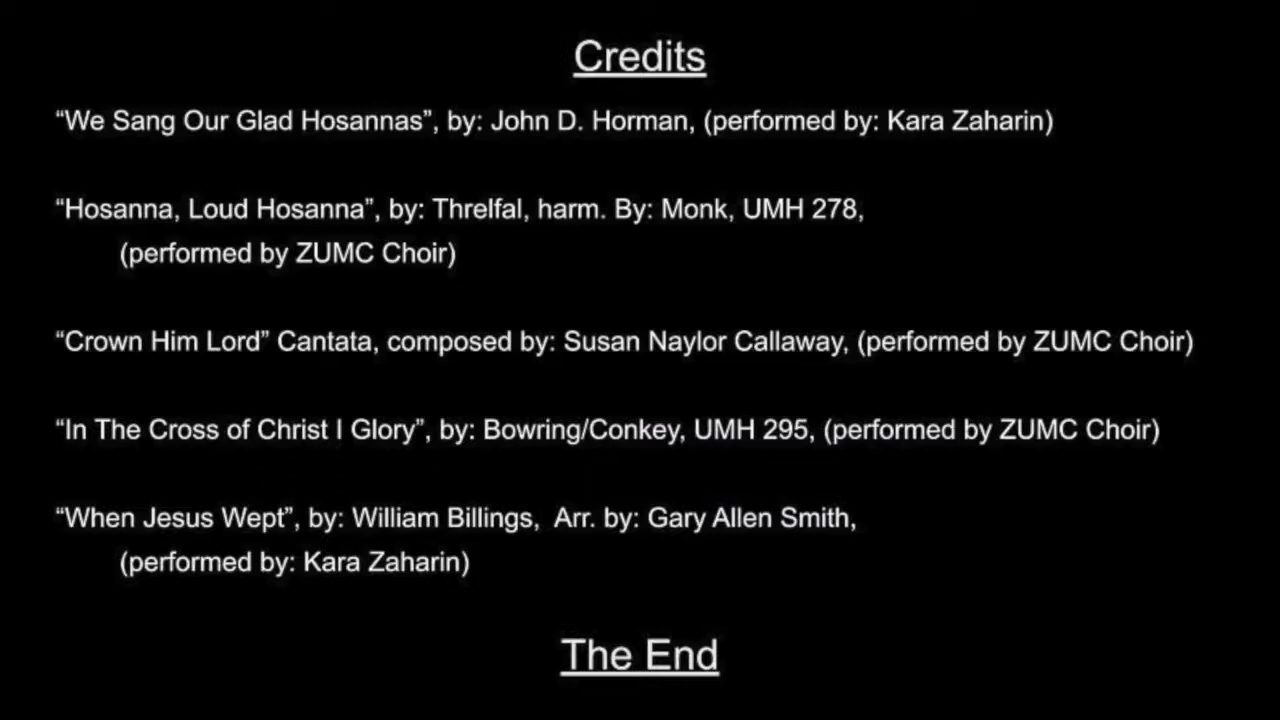 Credits
“We Sang Our Glad Hosannas”, by: John D. Horman, (performed by: Kara Zaharin)
“Hosanna, Loud Hosanna”, by: Threlfal, harm. By: Monk, UMH 278,
(performed by ZUMC Choir)
“Crown Him Lord” Cantata, composed by: Susan Naylor Callaway, (performed by ZUMC Choir)
“In The Cross of Christ I Glory”, by: Bowring/Conkey, UMH 295, (performed by ZUMC Choir)
“When Jesus Wept”, by: William Billings,  Arr. by: Gary Allen Smith,
(performed by: Kara Zaharin)
The End